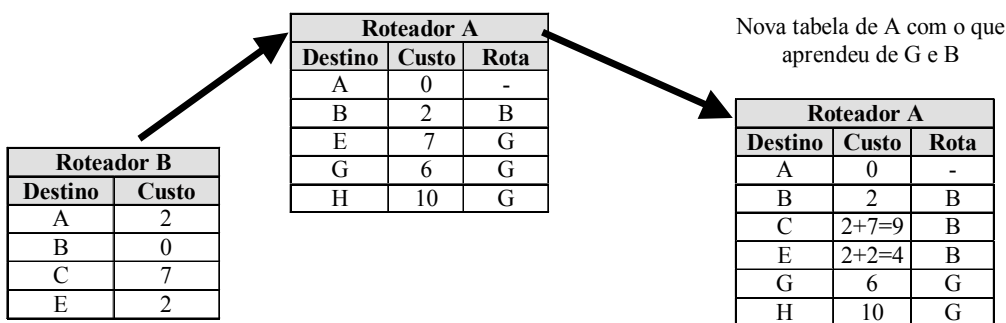 Roteador B
Destino Custo
A 2
B 0
C 7
E 2
Roteador A
Destino Custo Rota
A 0 -
B 2 B
E 7 G
G 6 G
H 10 G
Nova tabela de A com o que
aprendeu de G e B
Roteador A
Destino Custo Rota
A 0 -
B 2 B
C 2+7=9 B
E 2+2=4 B
G 6 G
H 10 G